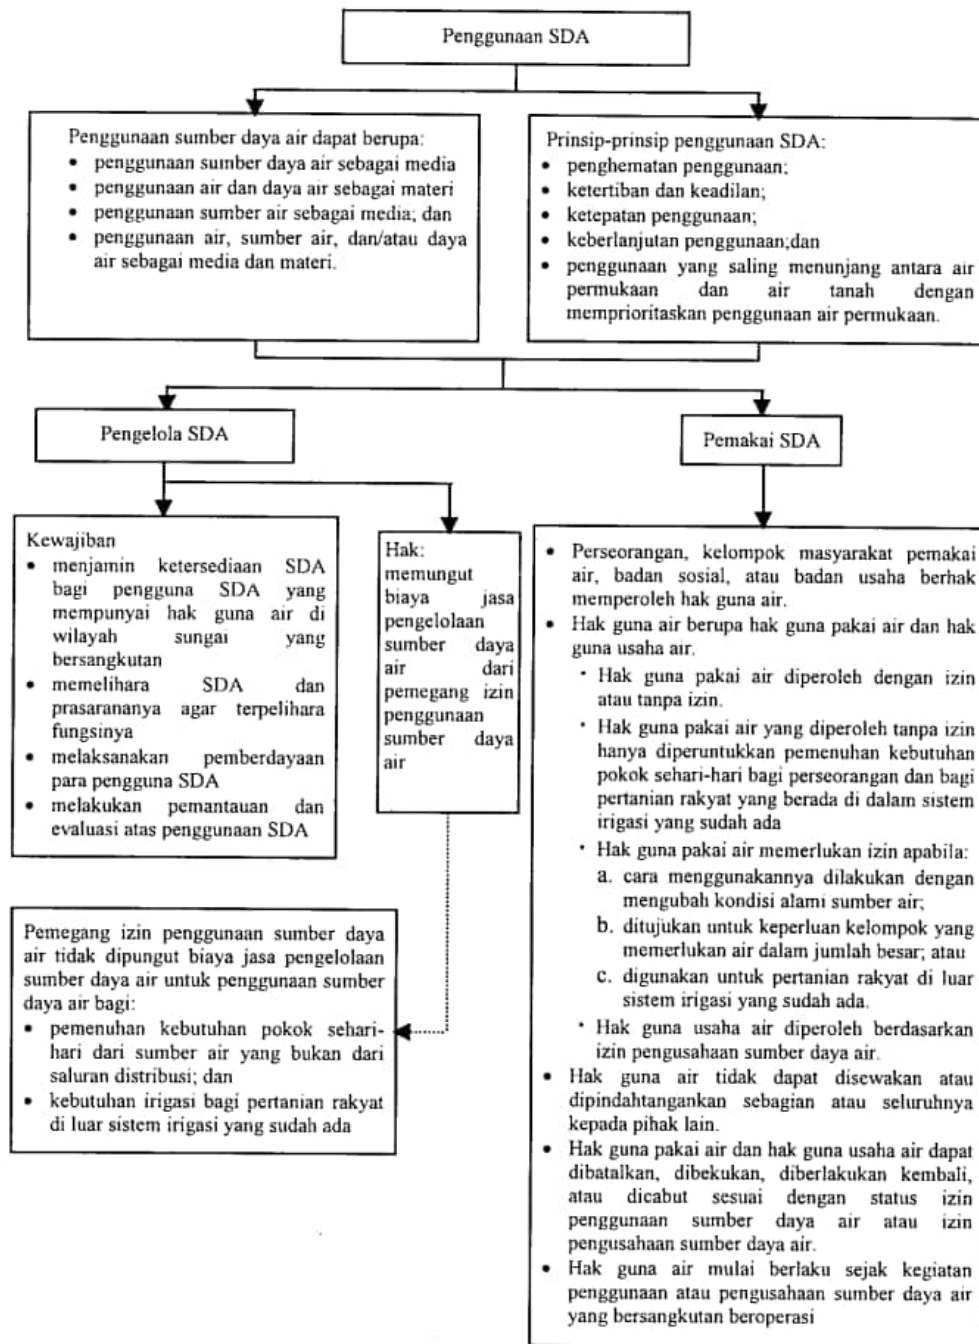 Penggunaan SDA
Penggunaan sumber daya air dapat berupa:
• penggunaan sumber daya air sebagai media
• penggunaan air dan daya air sebagai materi
• penggunaan sumber air sebagai media; dan
• penggunaan air, sumber air, dan/atau daya
air sebagai media dan materi.
Prinsip-prinsip penggunaan SDA:
• penghematan penggunaan;
• ketertiban dan keadilan;
• ketepatan penggunaan;
• keberlanjutan penggunaan;dan
• penggunaan yang saling menunjang antara air
permukaan dan air tanah dengan
memprioritaskan penggunaan air permukaan.
Pengelola SDA
Pemakai SDA
Kewajiban
• menjamin ketersediaan SDA
bagi pengguna SDA yang
mempunyai hak guna air di
wilayah sungai yang
bersangkutan
• memelihara SDA dan
prasarananya agar terpelihara
fungsinya
• melaksanakan pemberdayaan
para pengguna SDA
• melakukan pemantauan dan
evaluasi atas penggunaan SDA
Hak:
memungut
biaya jasa
pengelolaan
sumber daya
air dari
pemegang izin
penggunaan
sumber daya
air
Pemegang izin penggunaan sumber daya
air tidak dipungut biaya jasa pengelolaan
sumber daya air untuk penggunaan sumber
daya air bagi:
• pemenuhan kebutuhan pokok sehari-
hari dari sumber air yang bukan dari
saluran distribusi; dan
• kebutuhan irigasi bagi pertanian rakyat
di luar sistem irigasi yang sudah ada
• Perseorangan, kelompok masyarakat pemakai
air, badan sosial, atau badan usaha berhak
memperoleh hak guna air.
• Hak guna air berupa hak guna pakai air dan hak
guna usaha air.
• Hak guna pakai air diperoleh dengan izin
atau tanpa izin.
• Hak guna pakai air yang diperoleh tanpa izin
hanya diperuntukkan pemenuhan kebutuhan
pokok sehari-hari bagi perseorangan dan bagi
pertanian rakyat yang berada di dalam sistem
irigasi yang sudah ada
• Hak guna pakai air memerlukan izin apabila:
a. cara menggunakannya dilakukan dengan
mengubah kondisi alami sumber air;
b. ditujukan untuk keperluan kelompok yang
memerlukan air dalam jumlah besar; atau
c. digunakan untuk pertanian rakyat di luar
sistem irigasi yang sudah ada.
• Hak guna usaha air diperoleh berdasarkan
izin pengusahaan sumber daya air.
• Hak guna air tidak dapat disewakan atau
dipindahtangankan sebagian atau seluruhnya
kepada pihak lain.
• Hak guna pakai air dan hak guna usaha air dapat
dibatalkan, dibekukan, diberlakukan kembali,
atau dicabut sesuai dengan status izin
penggunaan sumber daya air atau izin
pengusahaan sumber daya air.
• Hak guna air mulai berlaku sejak kegiatan
penggunaan atau pengusahaan sumber daya air
yang bersangkutan beroperasi